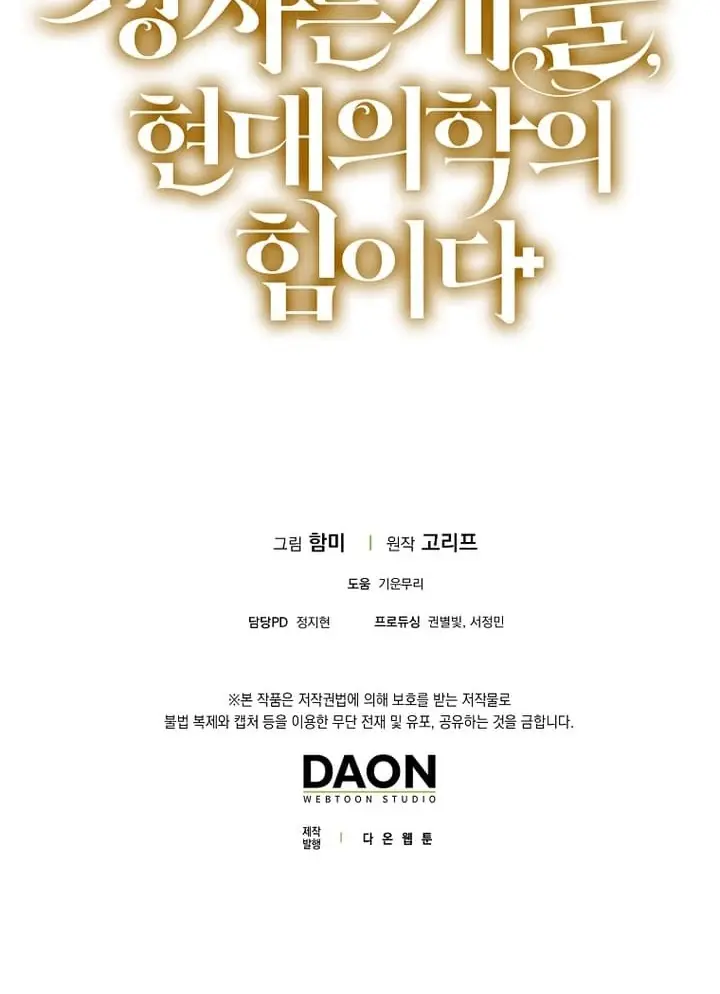 현대의학의
힘이다
그림 함미 | 원작 고리프
도움 기운무리
담당PD 정지현 프로듀싱 권별빛, 서정민
※본 작품은 저작권법에 의해 보호를 받는 저작물로
불법 복제와 캡처 등을 이용한 무단 전재 및 유포, 공유하는 것을 금합니다.
DAON
WEBTOON STUDIO
제작
발행 | 다온웹툰